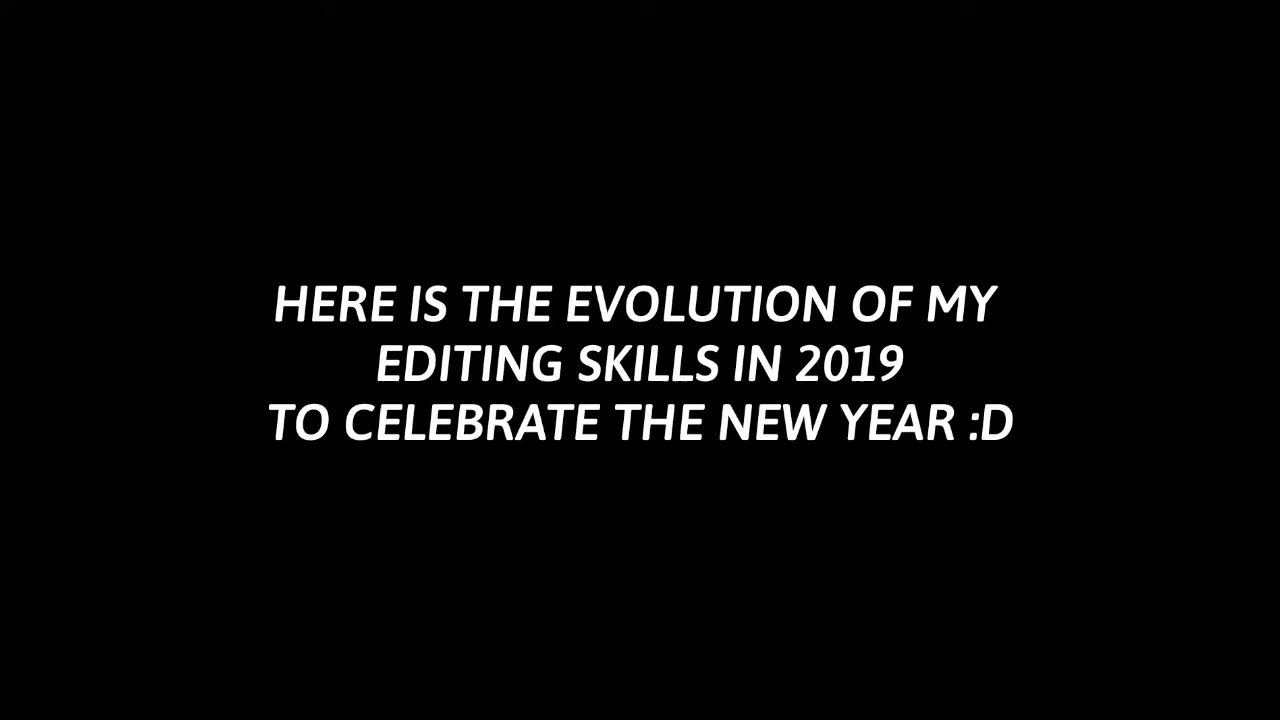 HERE IS THE EVOLUTION OF MY
EDITING SKILLS IN 2019
TO CELEBRATE THE NEW YEAR :D